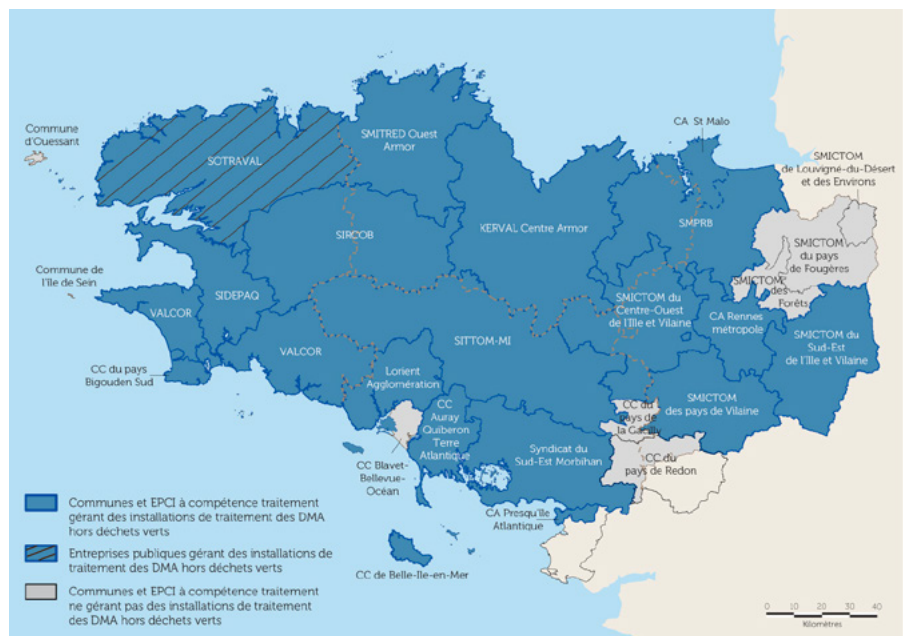 Commune
d'Ouessant
SOTRAVAL
SMITRED Ouest
Armor
CA St Malo
SMICTOM
de Louvigné-du-Désert
et des Environs
SIRCOB
KERVAL Centre Armor
SMPRB
SMICTOM
du pays
de Fougères
SMICTOM
des
Forêts
Commune de
l'Ile de Sein
VALCOR
SIDEPAQ
SMICTOM du
Centre-Ouest
de l'Ille et Vilaine
CA Rennes
métropole
SMICTOM du
Sud-Est
de l'Ille et Vilaine
CC du pays
Bigouden Sud
VALCOR
SITTOM-MI
Lorient
Agglomération
CC
Auray
Quiberon
Terre
Atlantique
CC du
pays de
la Gacilly
SMICTOM
des pays de Vilaine
Syndicat du
Sud-Est Morbihan
CC du
pays de Redon
CC Blavet-
Bellevue-
Océan
CA Presqu'île
Atlantique
CC de Belle-Ile-en-Mer
Communes et EPCI à compétence traitement
gérant des installations de traitement des DMA
hors déchets verts
Entreprises publiques gérant des installations de
traitement des DMA hors déchets verts
Communes et EPCI à compétence traitement
ne gérant pas des installations de traitement
des DMA hors déchets verts
0 10 20 30 40
Kilomètres